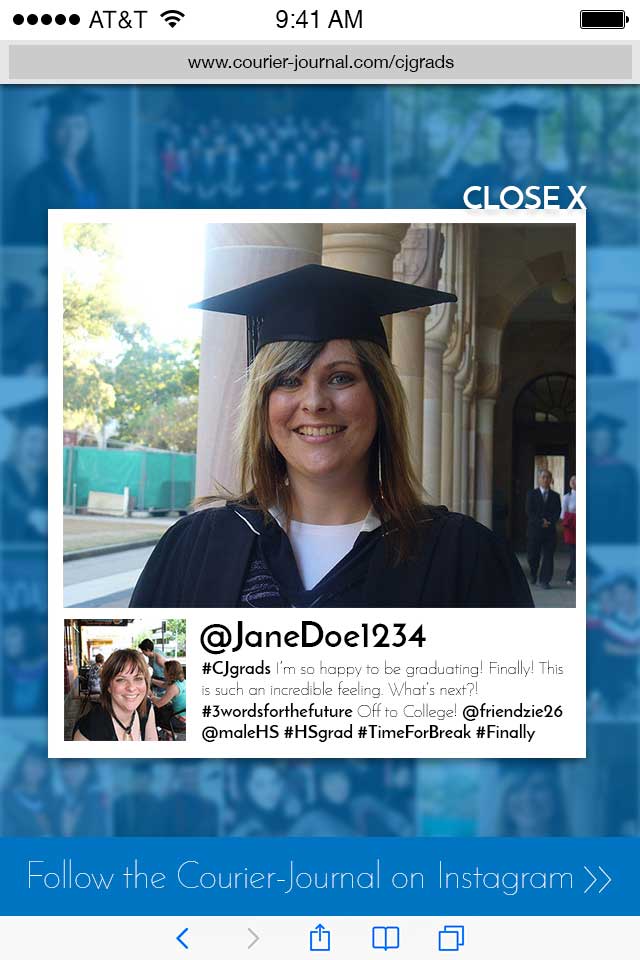 AT&T 9:41 AM
www.courier-journal.com/cjgrads
CLOSE X
@JaneDoe1234
#CJgrads I'm so happy to be graduating! Finally! This
is such an incredible feeling. What's next?!
#3wordsforthefuture Off to College! @friendzie26
@maleHS #HSgrad #TimeForBreak #Finally
Follow the Courier-Journal on Instagram >>